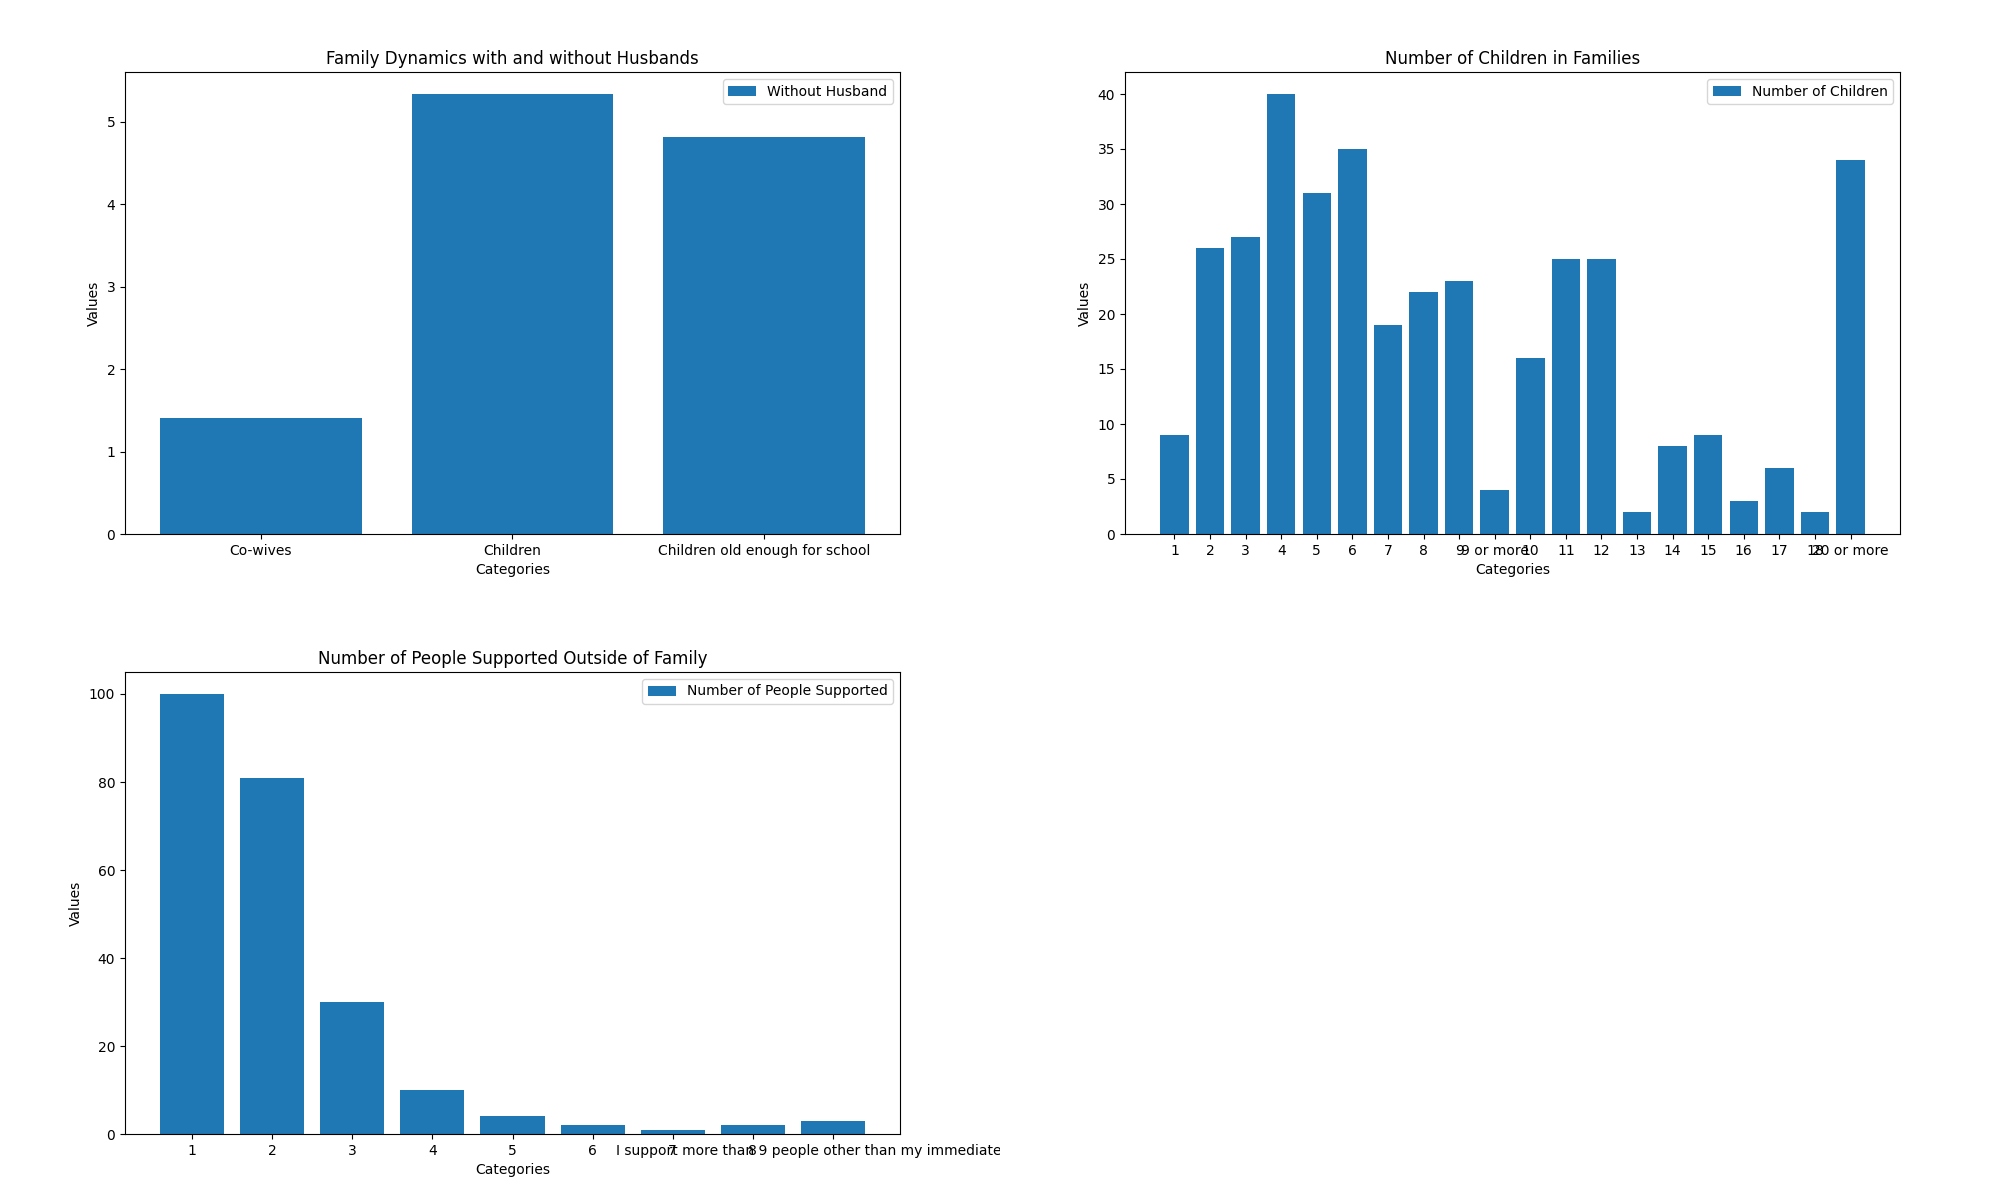 Family Dynamics with and without Husbands
Without Husband
5
4
3
2
1
0
Values
Co-wives Children Children old enough for school
Categories
Number of Children in Families
Number of Children
40
35
30
25
20
15
10
5
0
Values
1 2 3 4 5 6 7 8 9 9 or more 10 11 12 13 14 15 16 17 18 20 or more
Categories
Number of People Supported Outside of Family
Number of People Supported
100
80
60
40
20
0
Values
1 2 3 4 5 6 7 8 I support more than 9 people other than my immediate
Categories